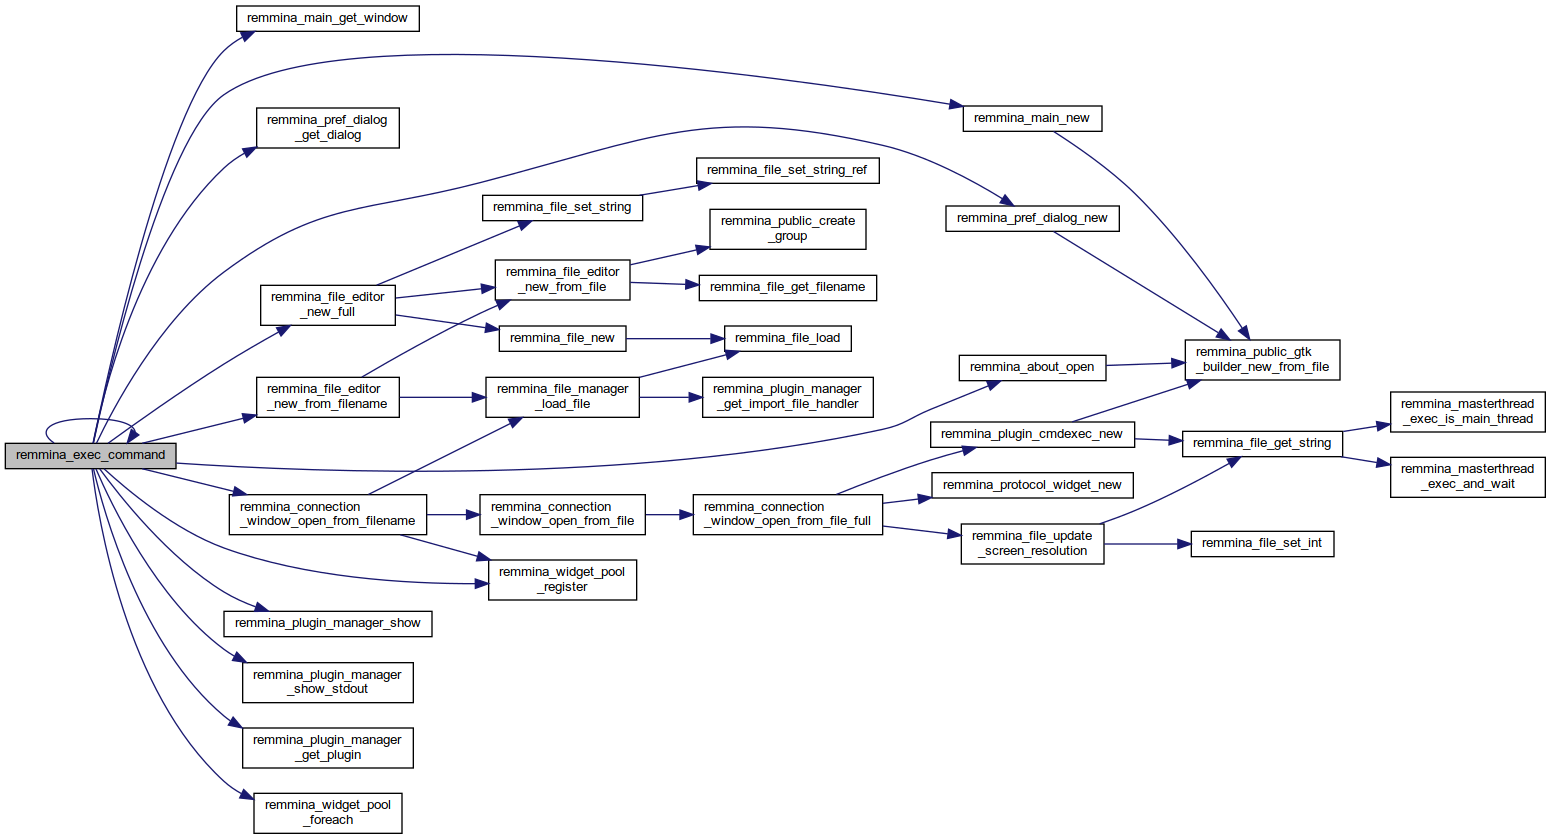 remmina_main_get_window
remmina_pref_dialog
_get_dialog
remmina_main_new
remmina_file_set_string_ref
remmina_file_set_string
remmina_pref_dialog_new
remmina_public_create
_group
remmina_file_editor
_new_from_file
remmina_file_get_filename
remmina_file_editor
_new_full
remmina_file_new
remmina_file_load
remmina_public_gtk
_builder_new_from_file
remmina_about_open
remmina_file_editor
_new_from_filename
remmina_file_manager
_load_file
remmina_plugin_manager
_get_import_file_handler
remmina_masterthread
_exec_is_main_thread
remmina_plugin_cmdexec_new
remmina_file_get_string
remmina_exec_command
remmina_masterthread
_exec_and_wait
remmina_protocol_widget_new
remmina_connection
_window_open_from_filename
remmina_connection
_window_open_from_file
remmina_connection
_window_open_from_file_full
remmina_file_update
_screen_resolution
remmina_file_set_int
remmina_widget_pool
_register
remmina_plugin_manager_show
remmina_plugin_manager
_show_stdout
remmina_plugin_manager
_get_plugin
remmina_widget_pool
_foreach